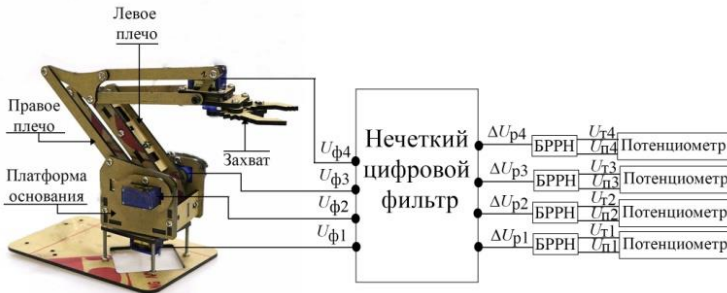 Левое
плечо
Правое
плечо
Захват
Платформа
основания
Uф4
Uф3
Uф2
Uф1
Нечеткий
цифровой
фильтр
ΔUр4 БРРН Uт4 Uп4 Потенциометр
ΔUр3 БРРН Uт3 Uп3 Потенциометр
ΔUр2 БРРН Uт2 Uп2 Потенциометр
ΔUр1 БРРН Uт1 Uп1 Потенциометр